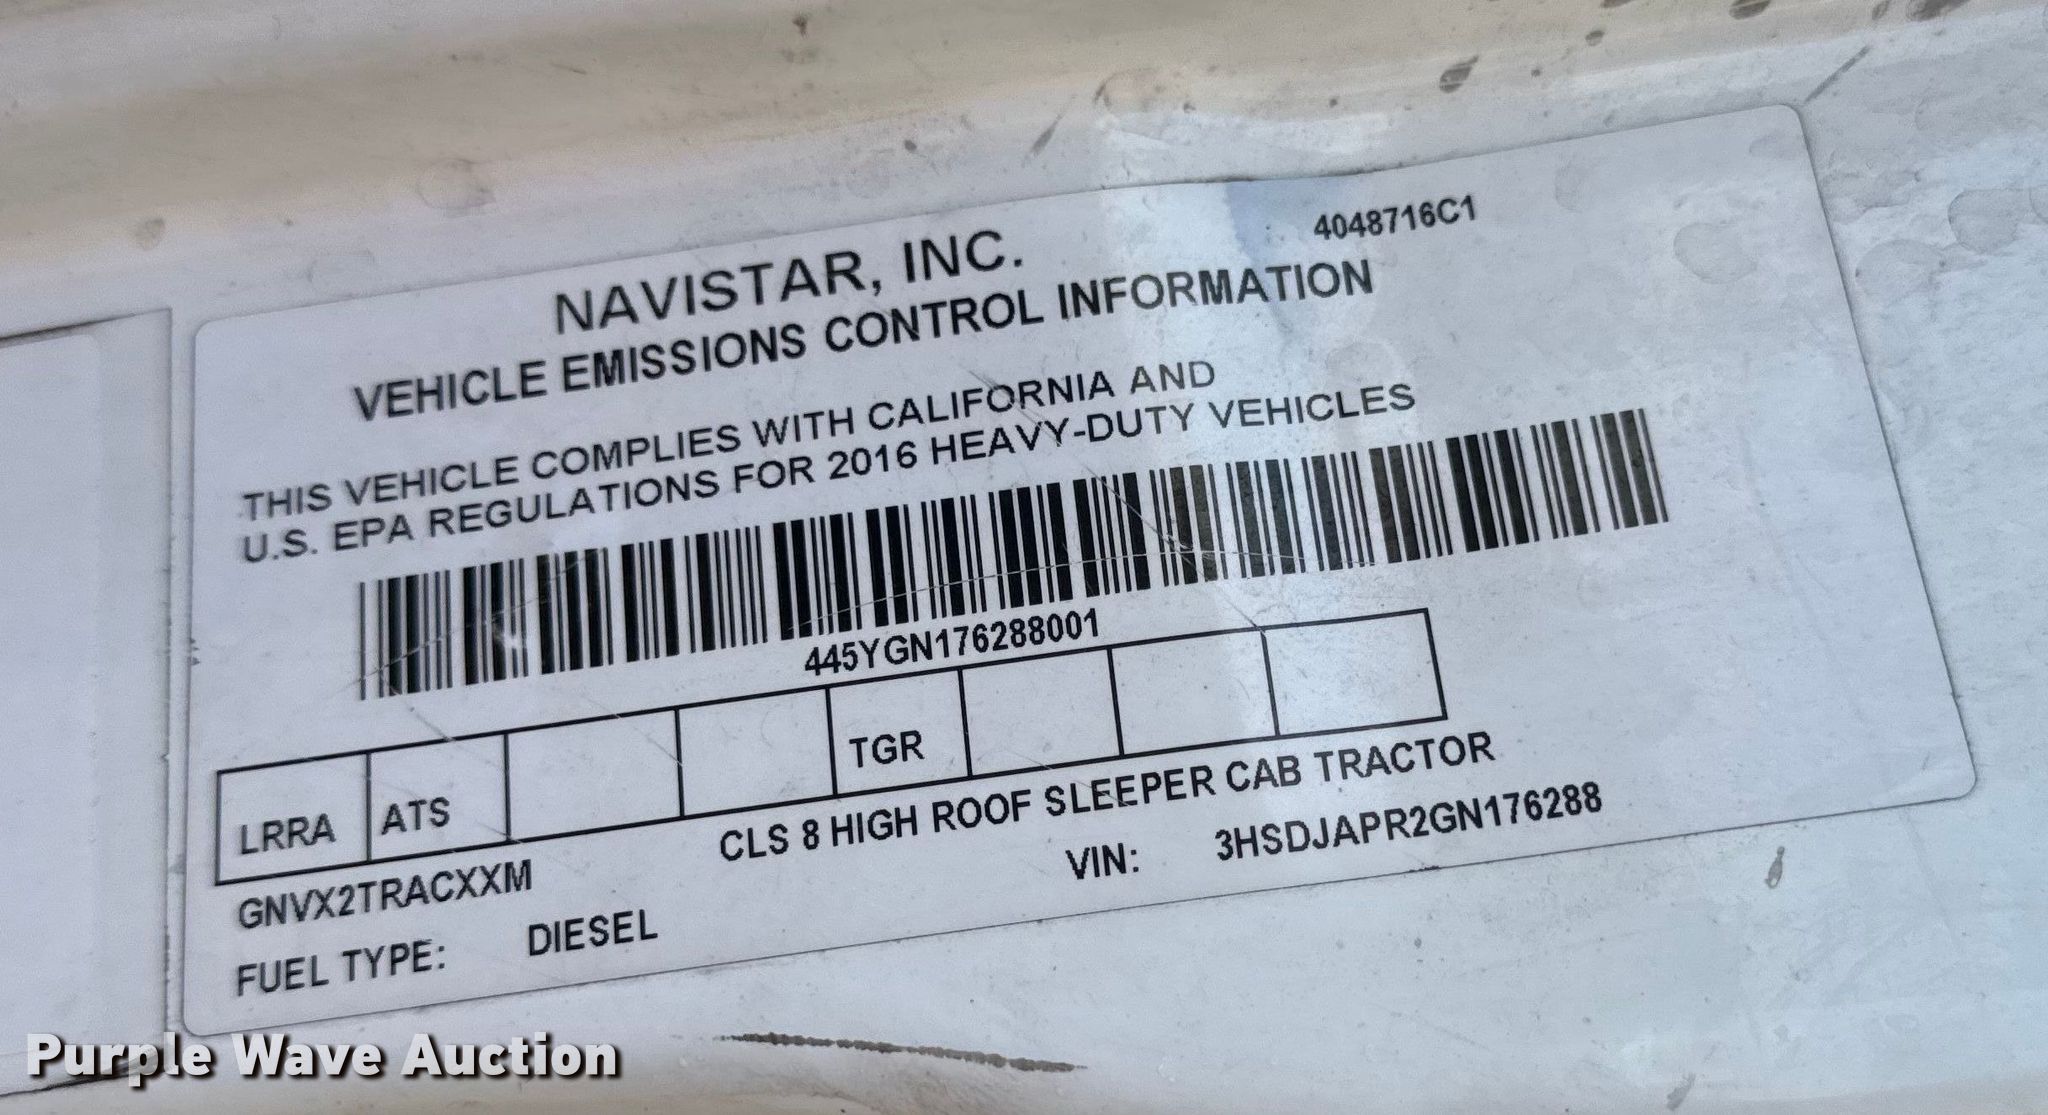 4048716C1
NAVISTAR, INC.
VEHICLE EMISSIONS CONTROL INFORMATION
THIS VEHICLE COMPLIES WITH CALIFORNIA AND
U.S. EPA REGULATIONS FOR 2016 HEAVY-DUTY VEHICLES
445YGN176288001
LRRA ATS TGR
GNVX2TRACXXM CLS 8 HIGH ROOF SLEEPER CAB TRACTOR
FUEL TYPE: DIESEL VIN: 3HSDJAPR2GN176288
Purple Wave Auction